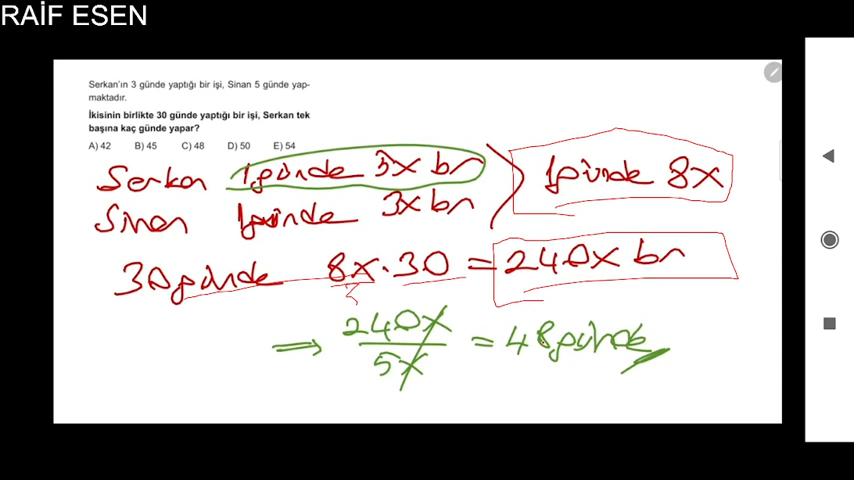 RAİF ESEN
Serkan'ın 3 günde yaptığı bir işi, Sinan 5 günde yap-
maktadır.
İkisinin birlikte 30 günde yaptığı bir işi, Serkan tek
başına kaç günde yapar?
A) 42 B) 45 C) 48 D) 50 E) 54
Serkan 1günde 5x br 1günde 8x
Sinan 1günde 3x br
30günde 8x·30 = 240x br
⇒ 240x/5x = 48günde